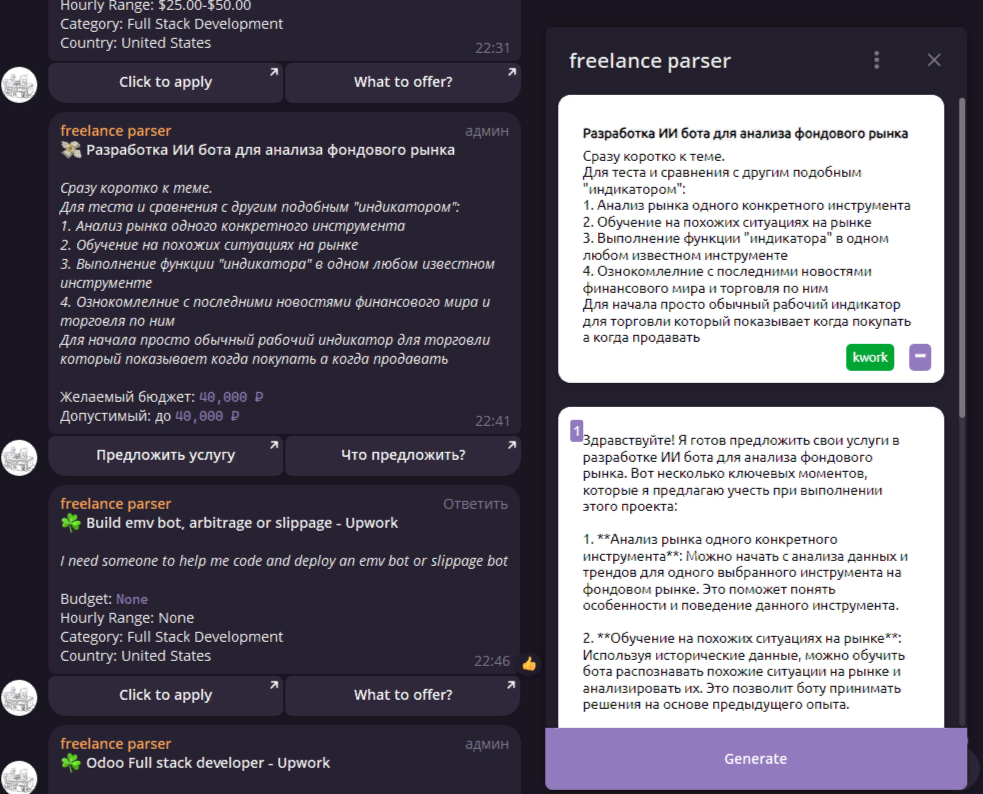 Hourly Range: $25.00-$50.00
Category: Full Stack Development
Country: United States
22:31
Click to apply
What to offer?
freelance parser
админ
Разработка ИИ бота для анализа фондового рынка
Сразу коротко к теме.
Для теста и сравнения с другим подобным "индикатором":
1. Анализ рынка одного конкретного инструмента
2. Обучение на похожих ситуациях на рынке
3. Выполнение функции "индикатора" в одном любом известном
инструменте
4. Ознокомлелние с последними новостями финансового мира и
торговля по ним
Для начала просто обычный рабочий индикатор для торговли
который показывает когда покупать а когда продавать
Желаемый бюджет: 40,000 ₽
Допустимый: до 40,000 ₽
22:41
Предложить услугу
Что предложить?
freelance parser
Ответить
Build emv bot, arbitrage or slippage - Upwork
I need someone to help me code and deploy an emv bot or slippage bot
Budget: None
Hourly Range: None
Category: Full Stack Development
Country: United States
22:46
Click to apply
What to offer?
freelance parser
админ
Odoo Full stack developer - Upwork
freelance parser
Разработка ИИ бота для анализа фондового рынка
Сразу коротко к теме.
Для теста и сравнения с другим подобным
"индикатором":
1. Анализ рынка одного конкретного инструмента
2. Обучение на похожих ситуациях на рынке
3. Выполнение функции "индикатора" в одном
любом известном инструменте
4. Ознокомлелние с последними новостями
финансового мира и торговля по ним
Для начала просто обычный рабочий индикатор
для торговли который показывает когда покупать
а когда продавать
kwork
1
Здравствуйте! Я готов предложить свои услуги в
разработке ИИ бота для анализа фондового
рынка. Вот несколько ключевых моментов,
которые я предлагаю учесть при выполнении
этого проекта:
1. **Анализ рынка одного конкретного
инструмента**: Можно начать с анализа данных и
трендов для одного выбранного инструмента на
фондовом рынке. Это поможет понять
особенности и поведение данного инструмента.
2. **Обучение на похожих ситуациях на рынке**:
Используя исторические данные, можно обучить
бота распознавать похожие ситуации на рынке и
анализировать их. Это позволит боту принимать
решения на основе предыдущего опыта.
Generate